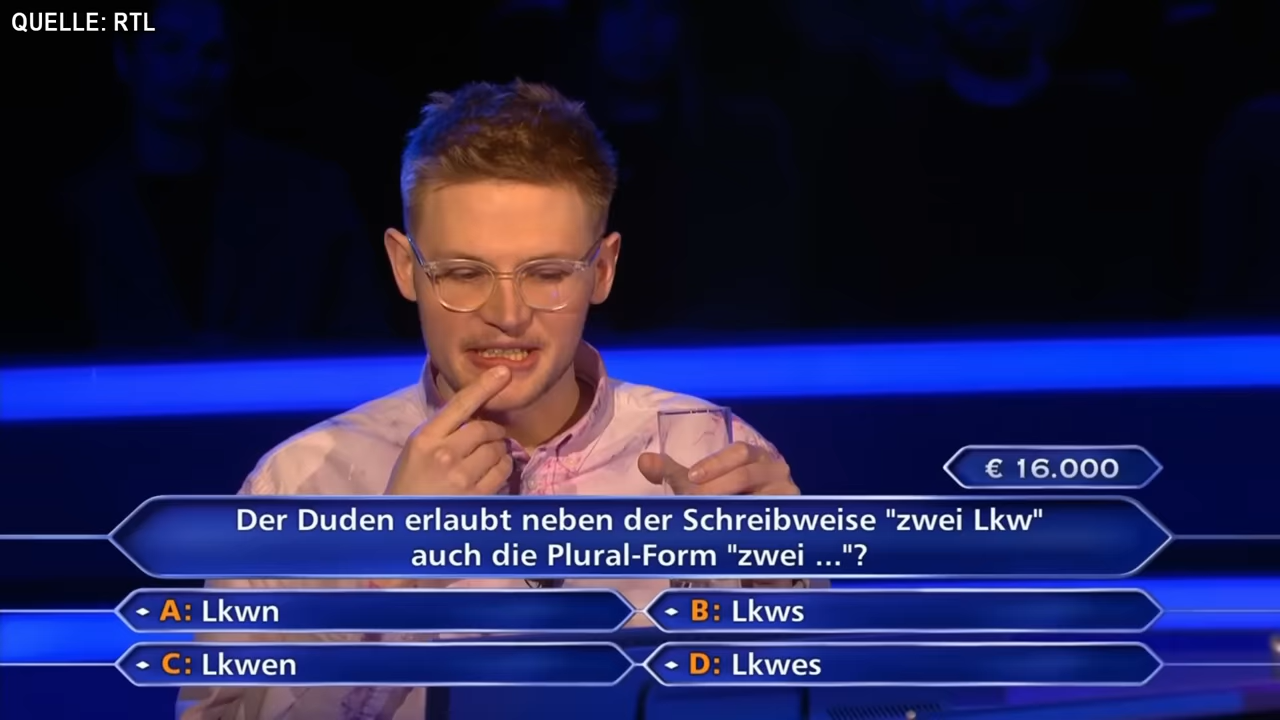 QUELLE: RTL
€ 16.000
Der Duden erlaubt neben der Schreibweise "zwei Lkw"
auch die Plural-Form "zwei ..."?
A: Lkwn
B: Lkws
C: Lkwen
D: Lkwes